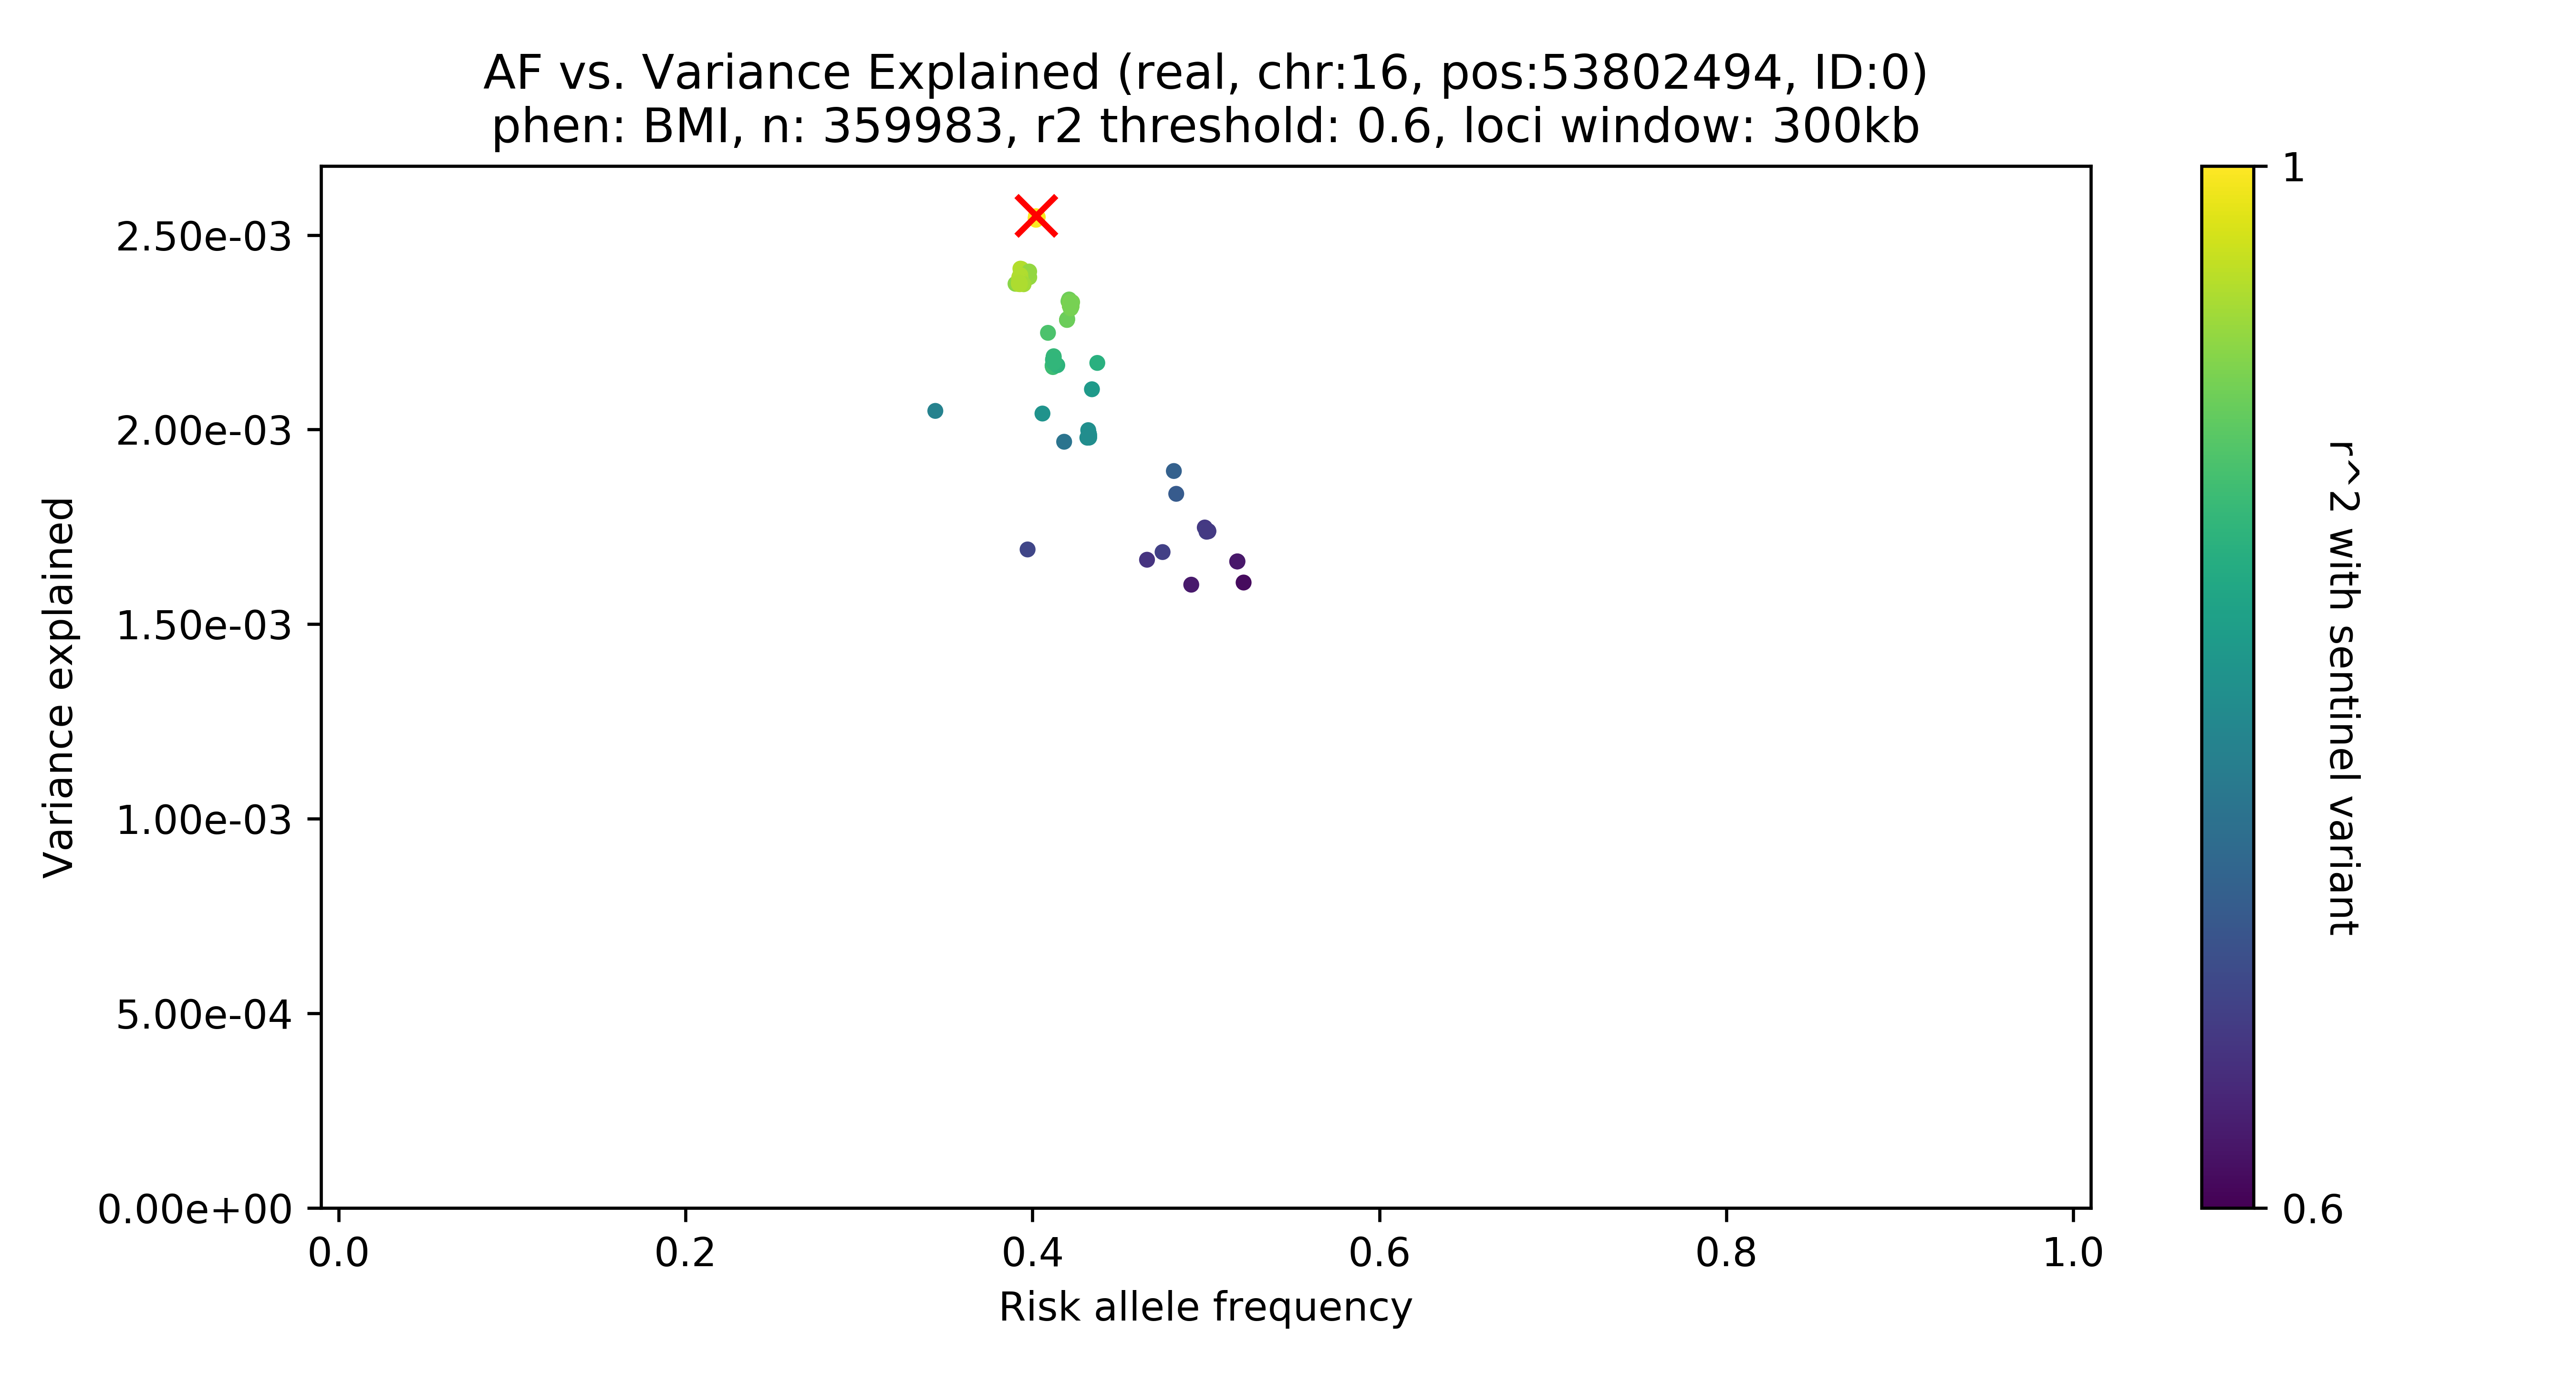 AF vs. Variance Explained (real, chr:16, pos:53802494, ID:0)
phen: BMI, n: 359983, r2 threshold: 0.6, loci window: 300kb
Variance explained
2.50e-03
2.00e-03
1.50e-03
1.00e-03
5.00e-04
0.00e+00
0.0 0.2 0.4 0.6 0.8 1.0
Risk allele frequency
1
0.6
r^2 with sentinel variant